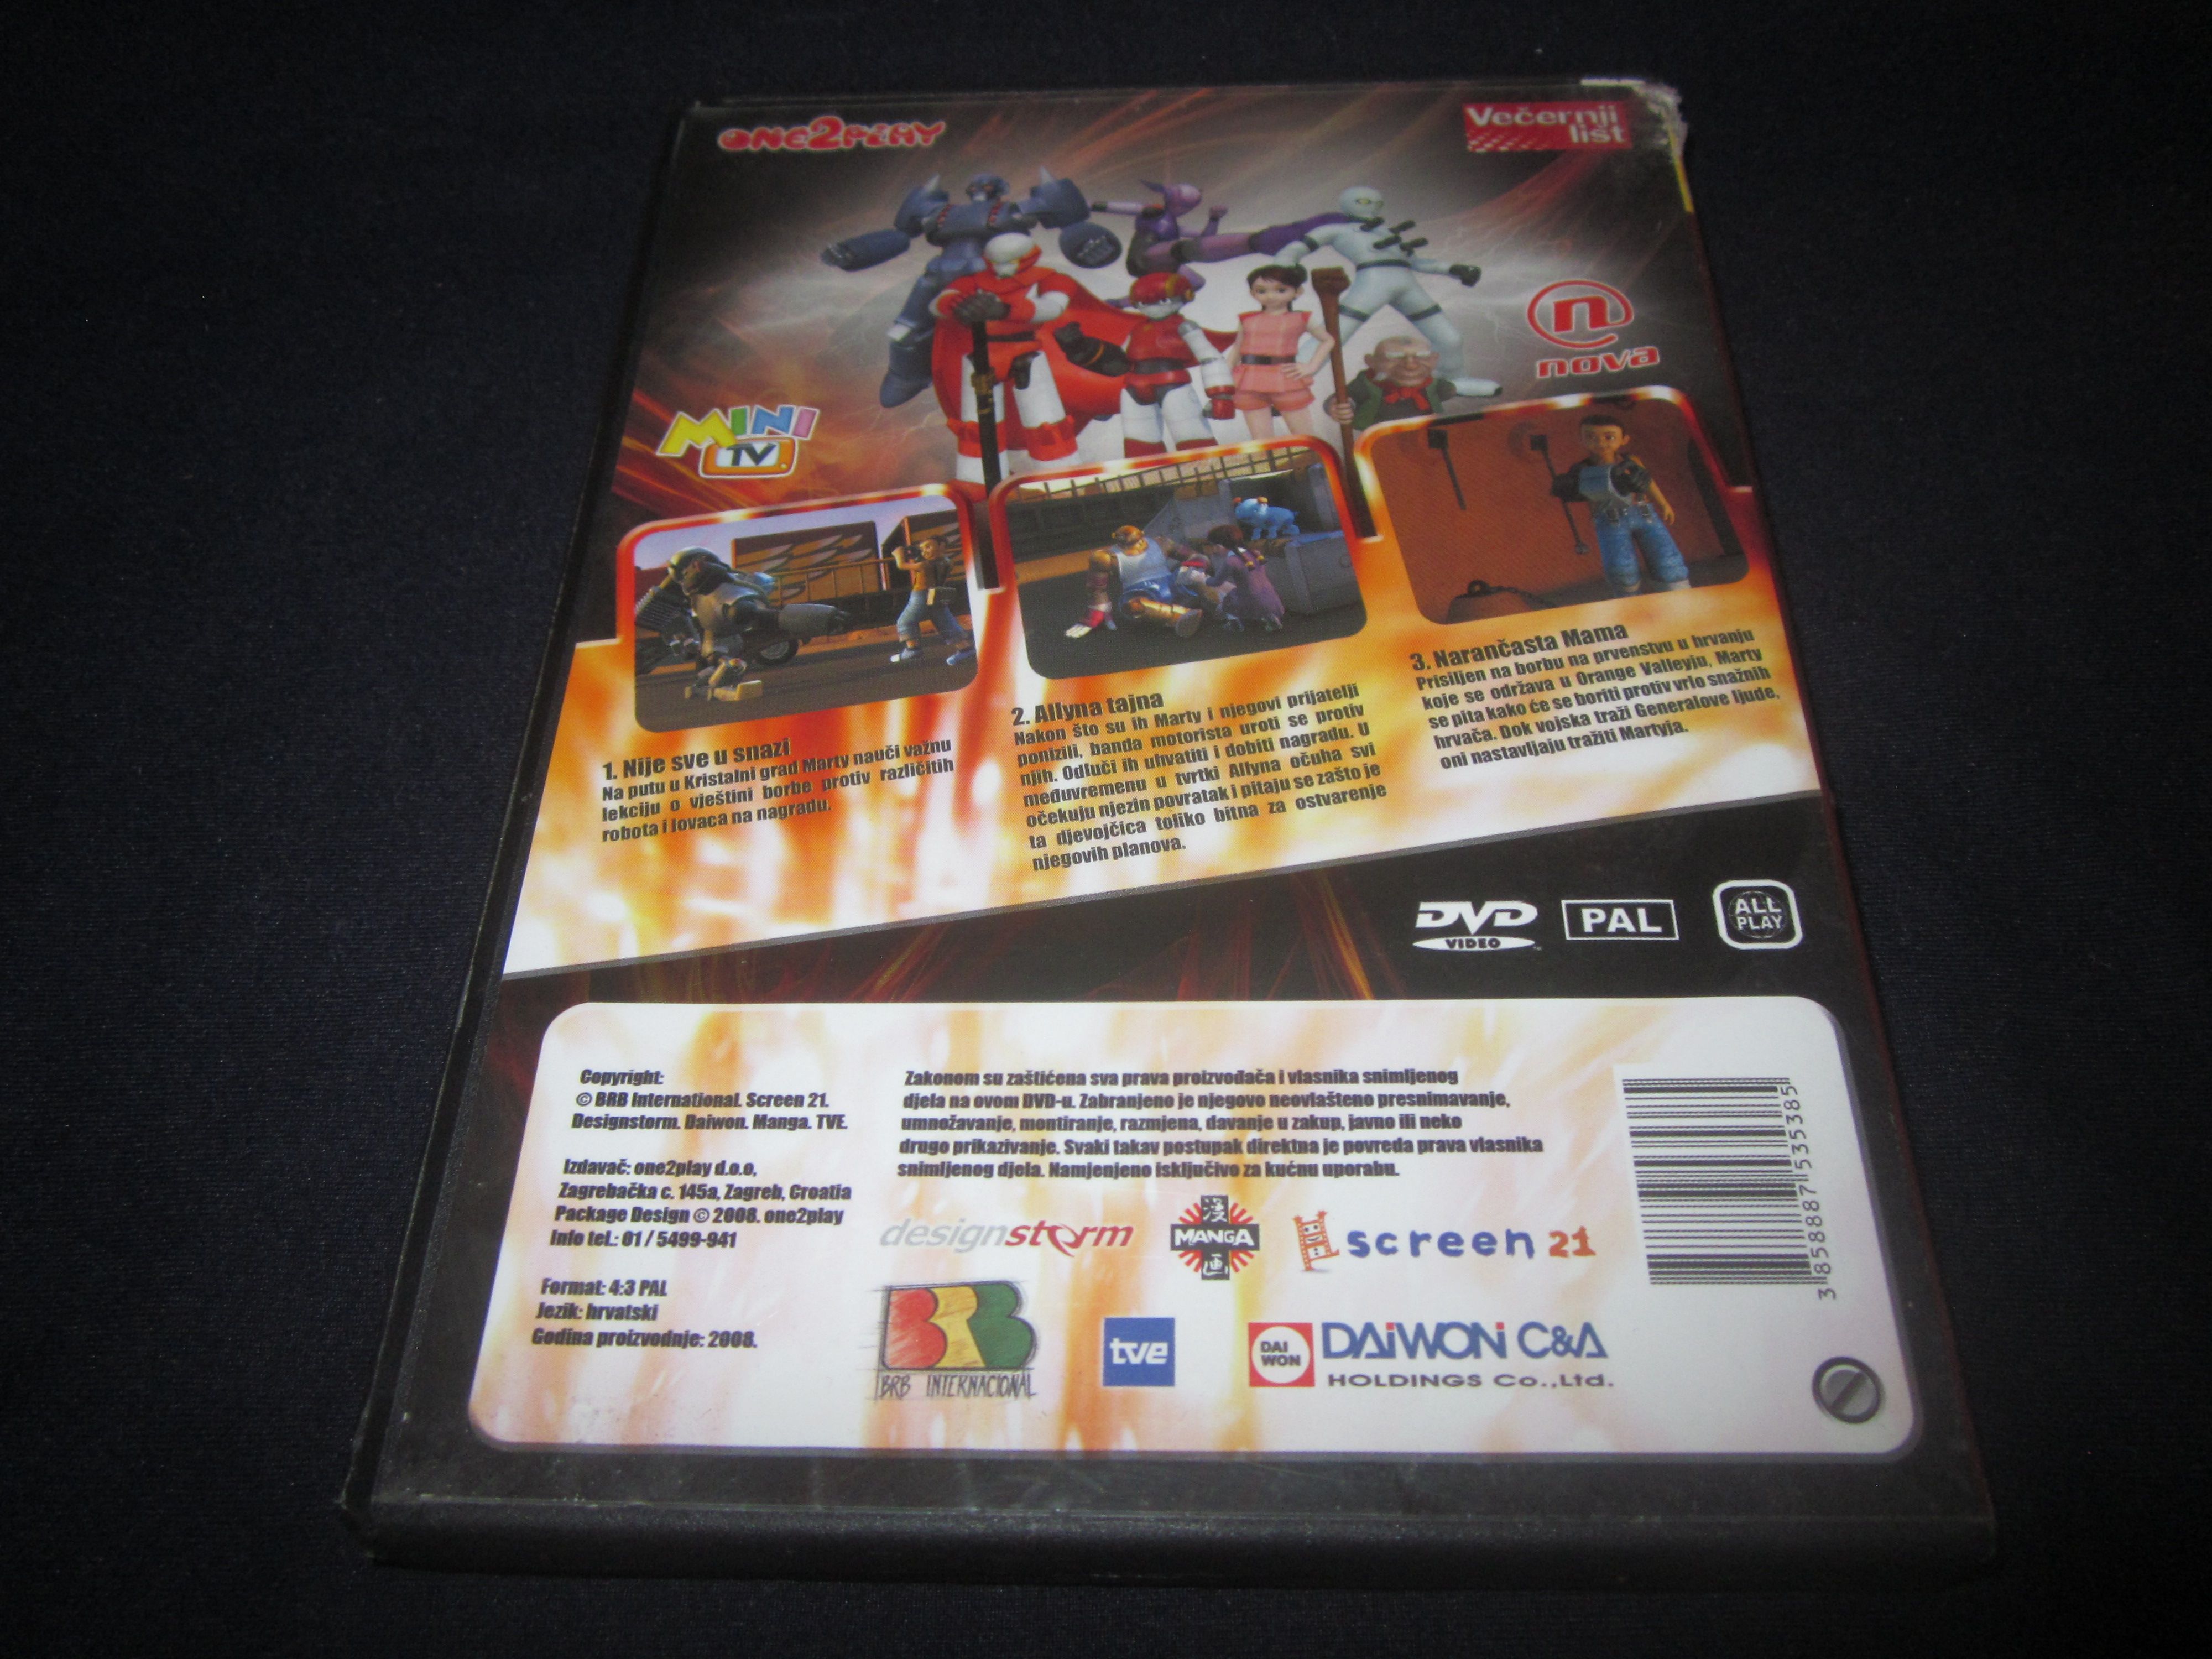 ONE2PLAY
Večernji
list
n
nova
MINI
TV
1. Nije sve u snazi
Na putu u Kristalni grad Marty nauči važnu
lekciju o vještini borbe protiv različitih
robota i lovaca na nagradu.
2. Allyna tajna
Nakon što su ih Marty i njegovi prijatelji
ponizili, banda motorista uroti se protiv
njih. Odluči ih uhvatiti i dobiti nagradu. U
međuvremenu u tvrtki Allyna očuha svi
očekuju njezin povratak i pitaju se zašto je
ta djevojčica toliko bitna za ostvarenje
njegovih planova.
3. Narančasta Mama
Prisiljen na borbu na prvenstvu u hrvanju
koje se održava u Orange Valleyju, Marty
se pita kako će se boriti protiv vrlo snažnih
hrvača. Dok vojska traži Generalove ljude,
oni nastavljaju tražiti Martyja.
DVD
VIDEO
PAL
ALL
PLAY
Copyright:
© BRB International. Screen 21.
Designstorm. Daiwon. Manga. TVE.
Izdavač: one2play d.o.o,
Zagrebačka c. 145a, Zagreb, Croatia
Package Design © 2008. one2play
Info tel.: 01 / 5499-941
Format: 4:3 PAL
Jezik: hrvatski
Godina proizvodnje: 2008.
Zakonom su zaštićena sva prava proizvođača i vlasnika snimljenog
djela na ovom DVD-u. Zabranjeno je njegovo neovlašteno presnimavanje,
umnožavanje, montiranje, razmjena, davanje u zakup, javno ili neko
drugo prikazivanje. Svaki takav postupak direktna je povreda prava vlasnika
snimljenog djela. Namjenjeno isključivo za kućnu uporabu.
designstorm
漫
MANGA
画
screen 21
BRB
BRB INTERNACIONAL
tve
DAI
WON
DAIWON C&A
HOLDINGS Co.,Ltd.
3858887535385